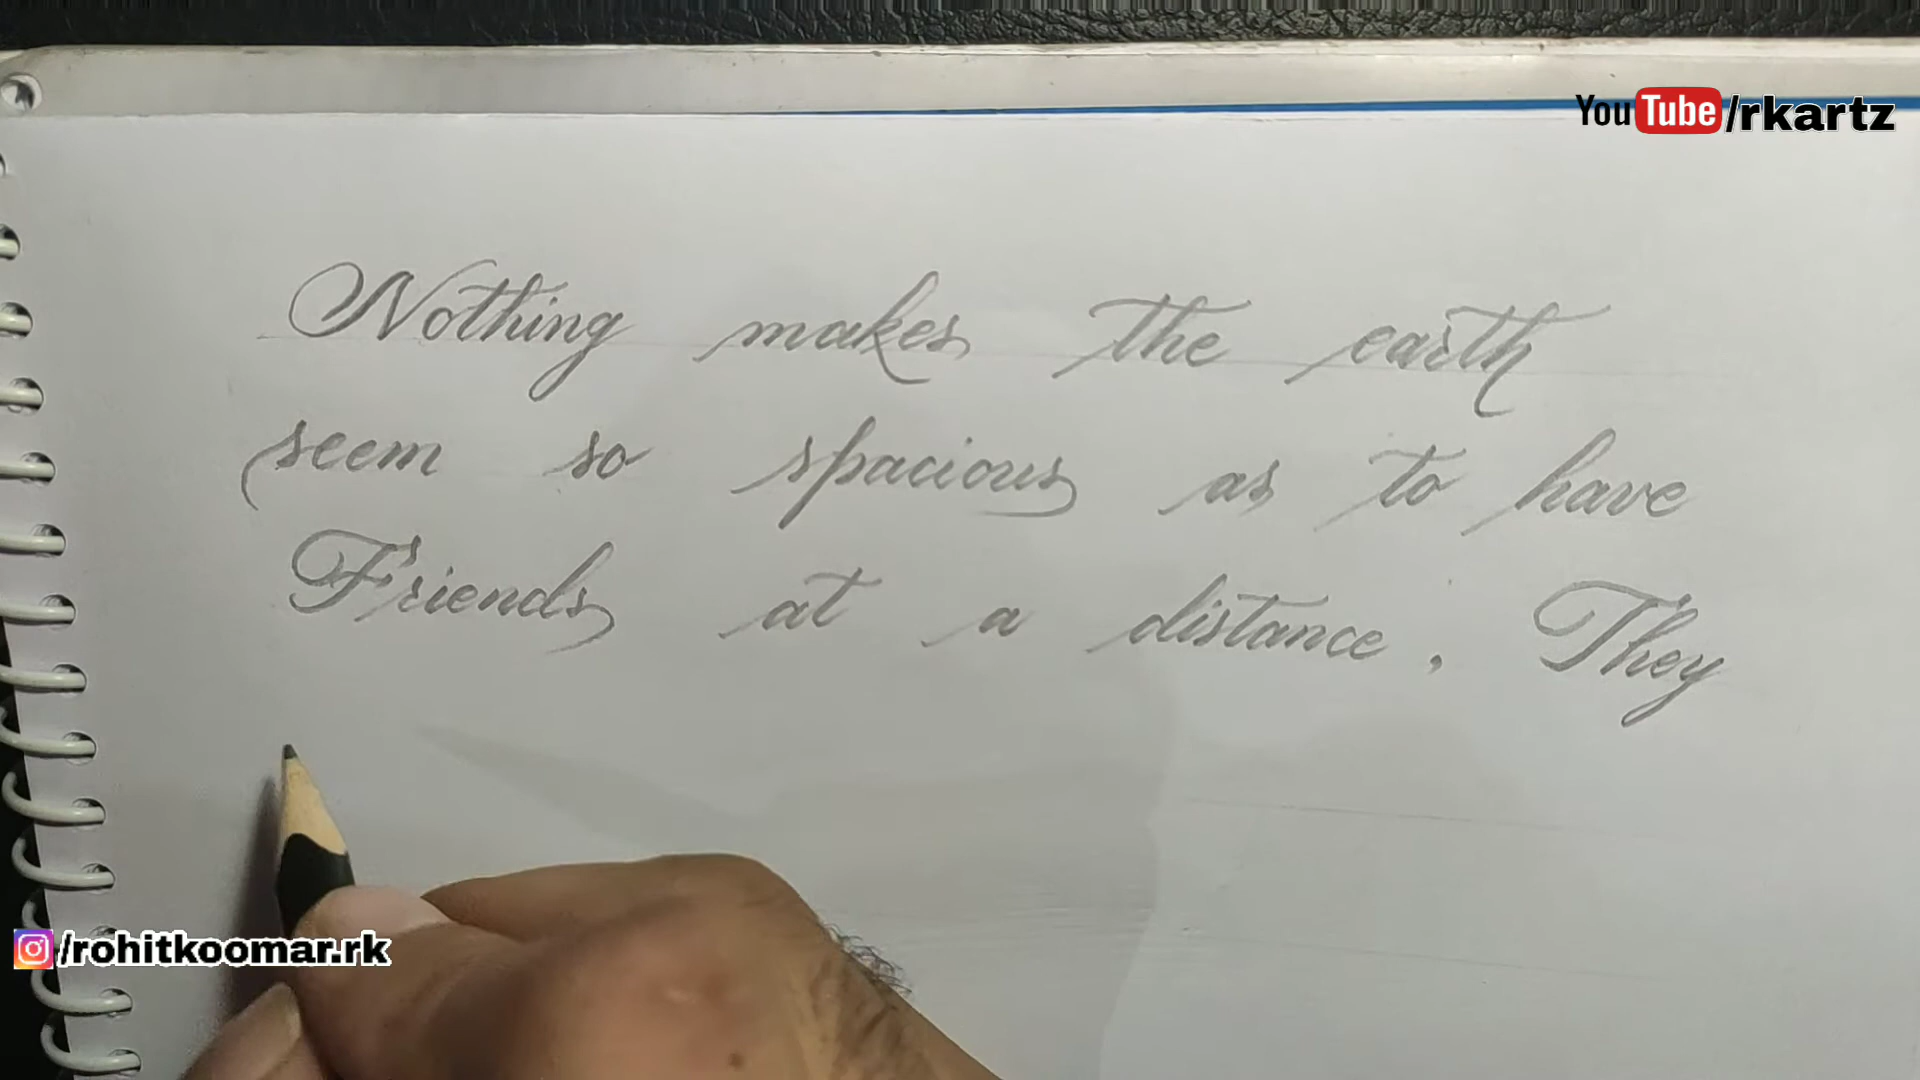 YouTube/rkartz
Nothing makes the earth
seem so spacious as to have
Friends at a distance. They
/rohitkoomar.rk